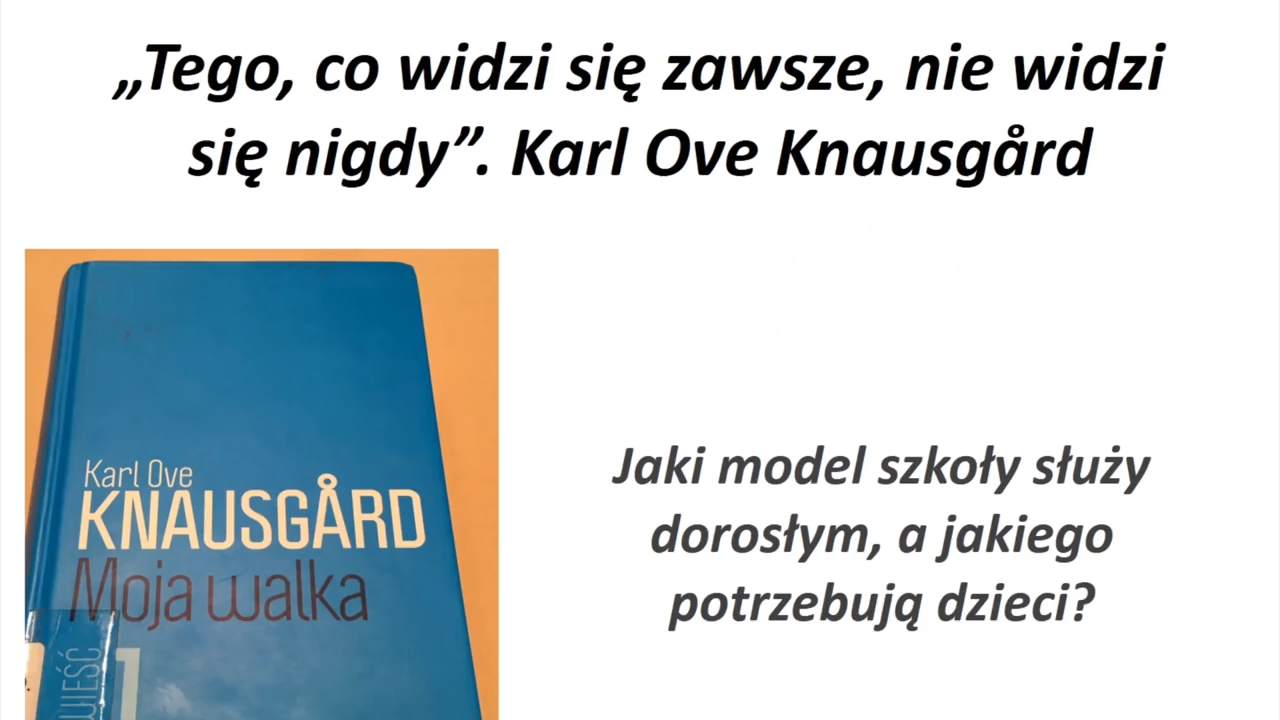 „Tego, co widzi się zawsze, nie widzi
się nigdy”. Karl Ove Knausgård
Karl Ove
KNAUSGÅRD
Moja walka
1
Jaki model szkoły służy
dorosłym, a jakiego
potrzebują dzieci?